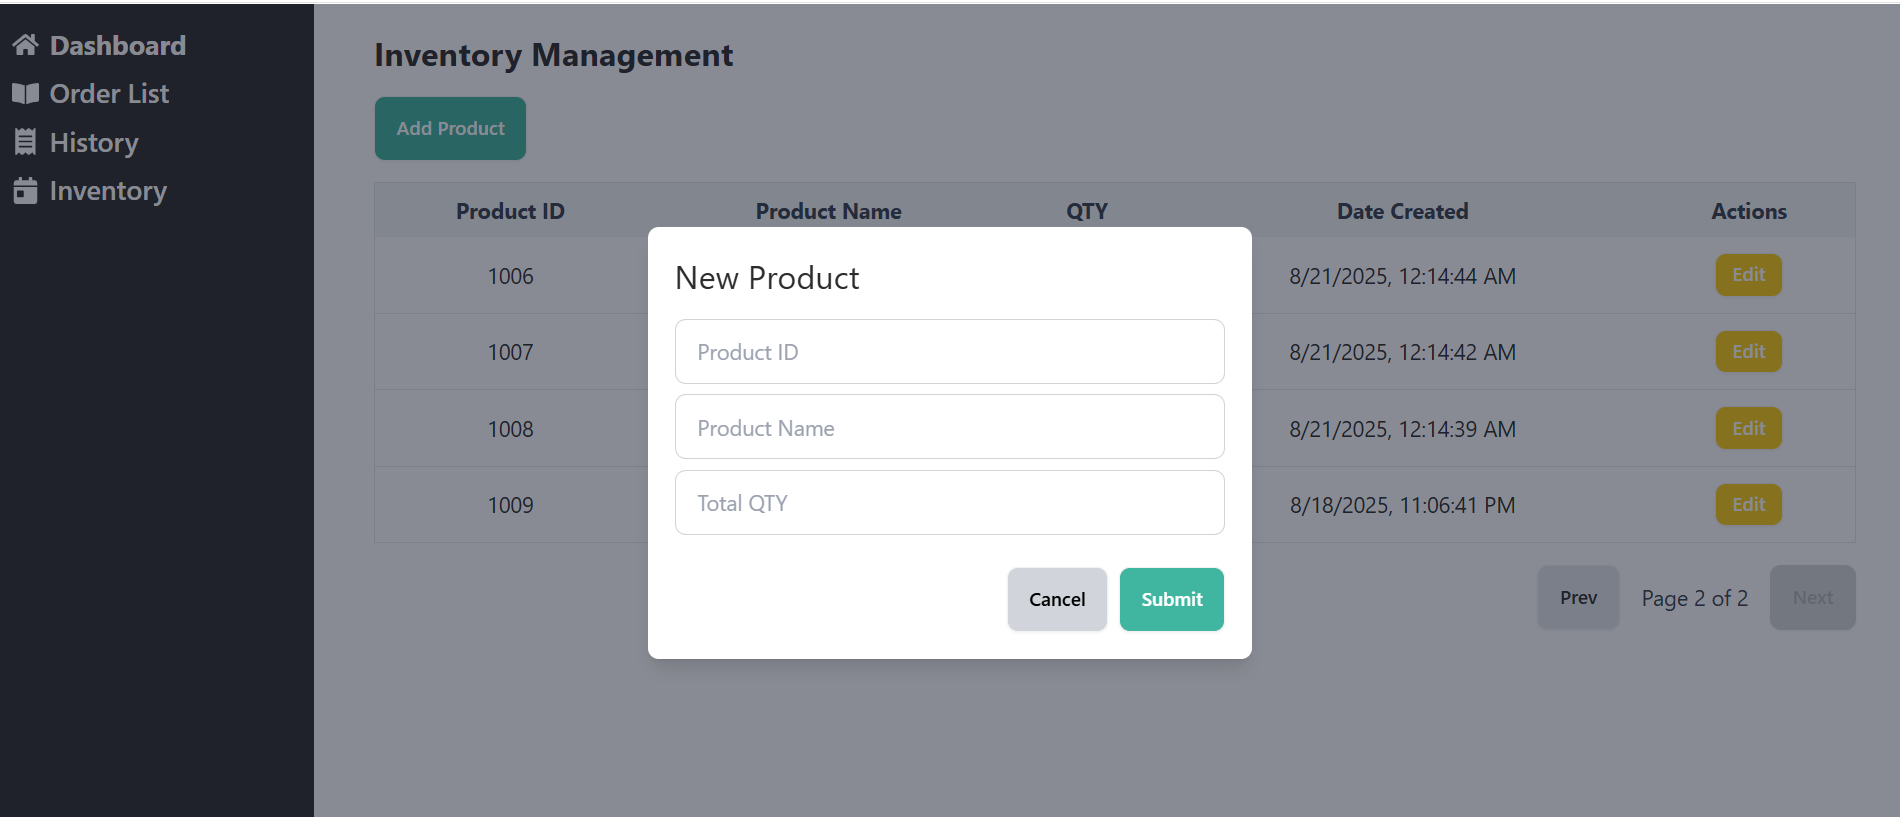 Dashboard
Order List
History
Inventory
Inventory Management
Add Product
Product ID Product Name QTY Date Created Actions
1006 8/21/2025, 12:14:44 AM Edit
1007 8/21/2025, 12:14:42 AM Edit
1008 8/21/2025, 12:14:39 AM Edit
1009 8/18/2025, 11:06:41 PM Edit
Prev Page 2 of 2 Next
New Product
Product ID
Product Name
Total QTY
Cancel Submit